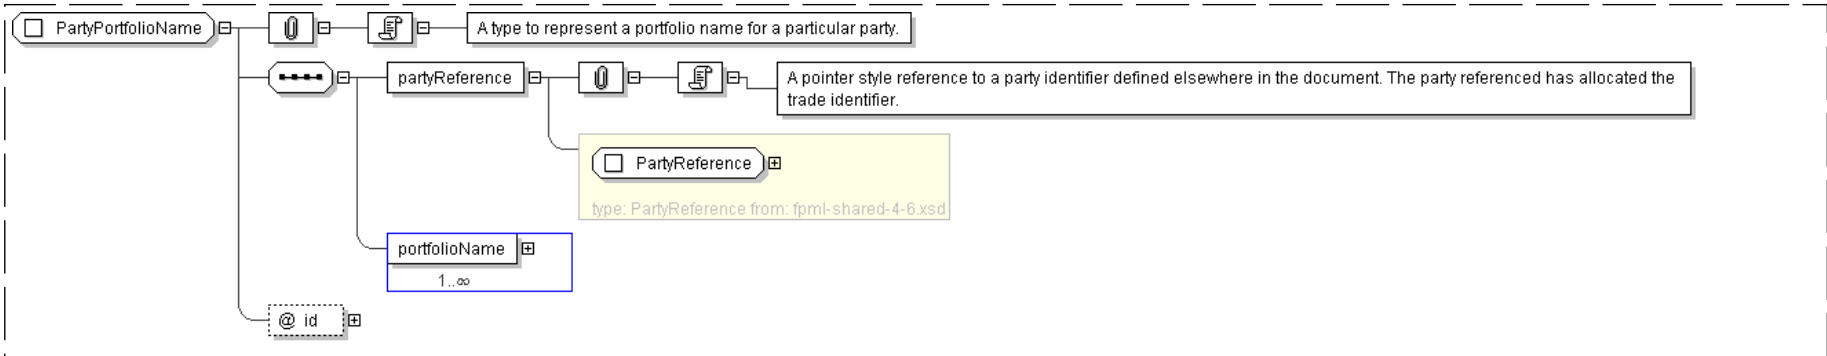 PartyPortfolioName
A type to represent a portfolio name for a particular party.
partyReference
A pointer style reference to a party identifier defined elsewhere in the document. The party referenced has allocated the
trade identifier.
PartyReference
type: PartyReference from: fpml-shared-4-6.xsd
portfolioName
1..∞
@ id